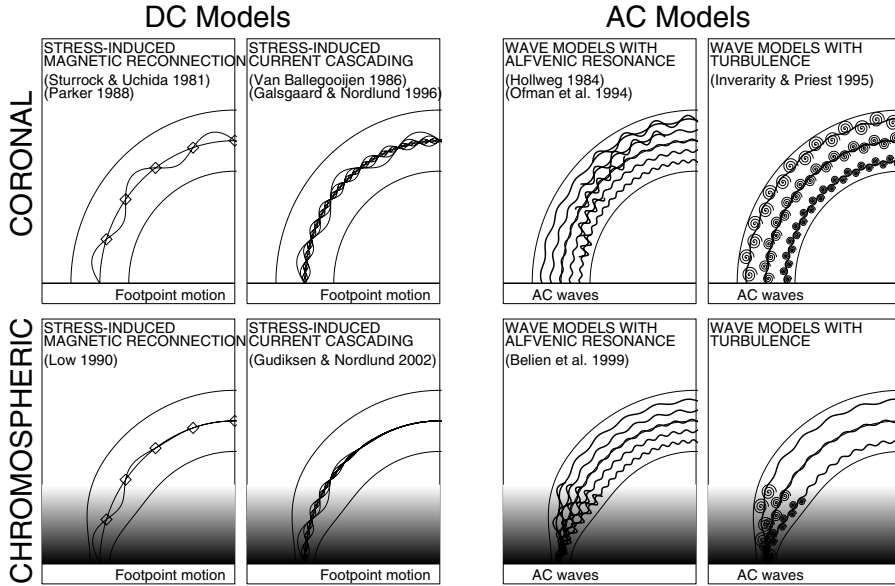 DC Models
AC Models
CORONAL
STRESS-INDUCED
MAGNETIC RECONNECTION
(Sturrock & Uchida 1981)
(Parker 1988)
Footpoint motion
STRESS-INDUCED
CURRENT CASCADING
(Van Ballegooijen 1986)
(Galsgaard & Nordlund 1996)
Footpoint motion
WAVE MODELS WITH
ALFVENIC RESONANCE
(Hollweg 1984)
(Ofman et al. 1994)
AC waves
WAVE MODELS WITH
TURBULENCE
(Inverarity & Priest 1995)
AC waves
CHROMOSPHERIC
STRESS-INDUCED
MAGNETIC RECONNECTION
(Low 1990)
Footpoint motion
STRESS-INDUCED
CURRENT CASCADING
(Gudiksen & Nordlund 2002)
Footpoint motion
WAVE MODELS WITH
ALFVENIC RESONANCE
(Belien et al. 1999)
AC waves
WAVE MODELS WITH
TURBULENCE
AC waves